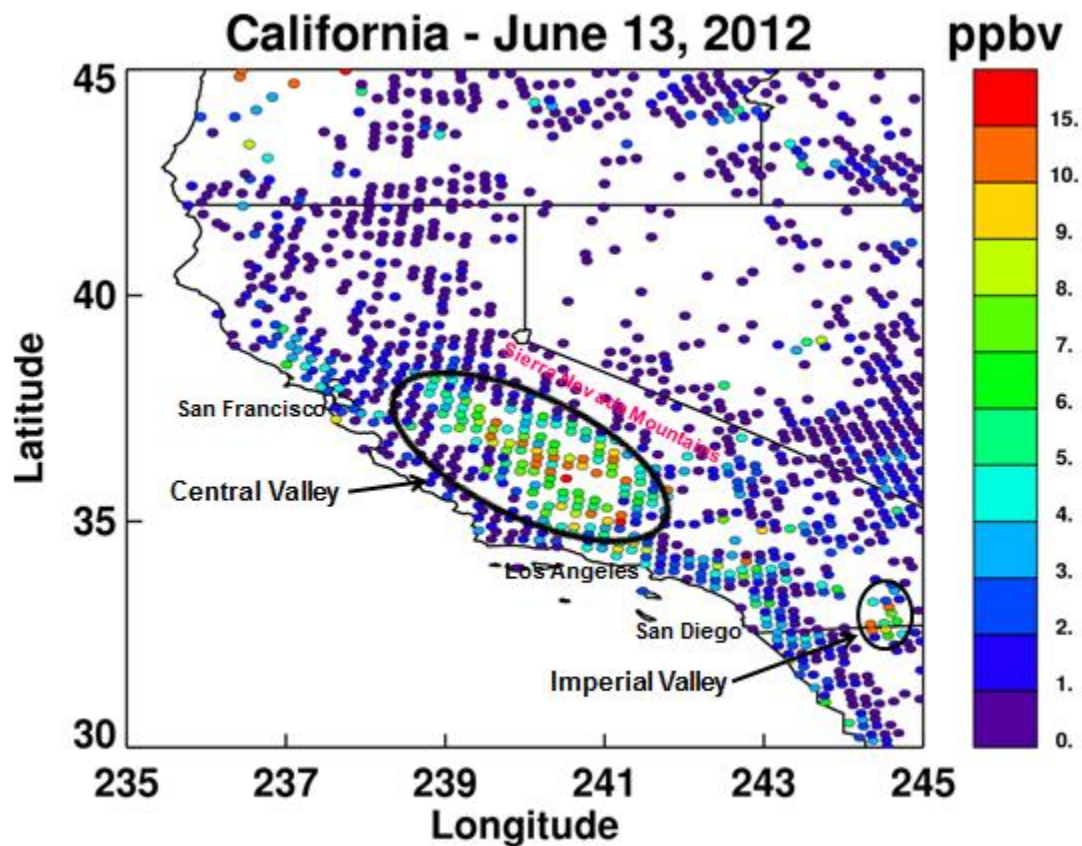 California - June 13, 2012
ppbv
45
40
35
30
Latitude
235
237
239
241
243
245
Longitude
Sierra Nevada Mountains
San Francisco
Central Valley
Los Angeles
San Diego
Imperial Valley
15.
10.
9.
8.
7.
6.
5.
4.
3.
2.
1.
0.